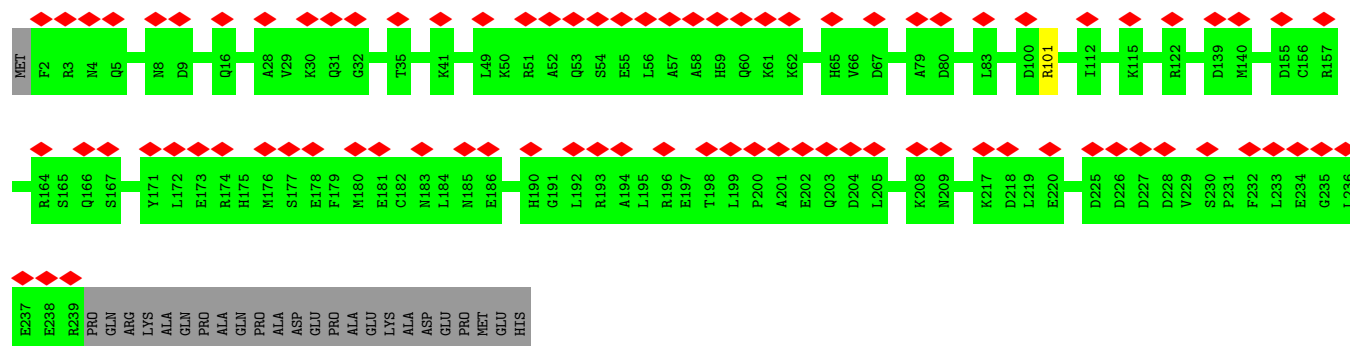 MET F2 R3 N4 Q5 N8 D9 Q16 A28 V29 K30 Q31 G32 T35 K41 L49 K50 R51 A52 Q53 S54 E55 L56 A57 A58 H59 Q60 K61 K62 H65 V66 D67 A79 D80 L83 D100 R101 I112 K115 R122 D139 M140 D155 C156 R157
R164 S165 Q166 S167 Y171 L172 E173 R174 H175 M176 S177 E178 F179 M180 E181 C182 N183 L184 N185 E186 H190 G191 L192 R193 A194 L195 R196 E197 T198 L199 P200 A201 E202 Q203 D204 L205 K208 N209 K217 D218 L219 E220 D225 D226 D227 D228 V229 S230 P231 F232 L233 E234 G235 L236
E237 E238 R239 PRO GLN ARG LYS ALA GLN PRO ALA GLN PRO ALA ASP GLU PRO ALA GLU LYS ALA ASP GLU PRO MET GLU HIS